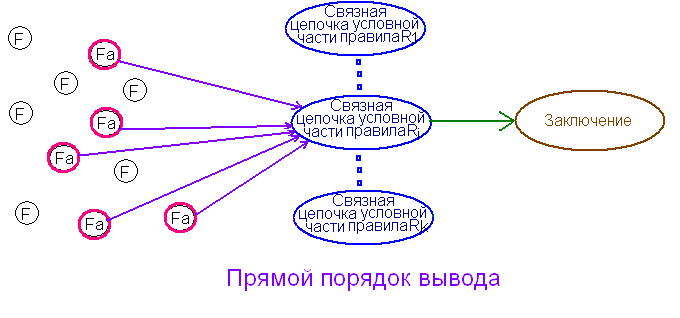 Связная
цепочка условной
части правилаR1
F
Fa
F
F
F
Fa
Связная
цепочка условной
части правилаRi
Заключение
Fa
F
Связная
цепочка условной
части правилаRk
F
Fa
Fa
Прямой порядок вывода